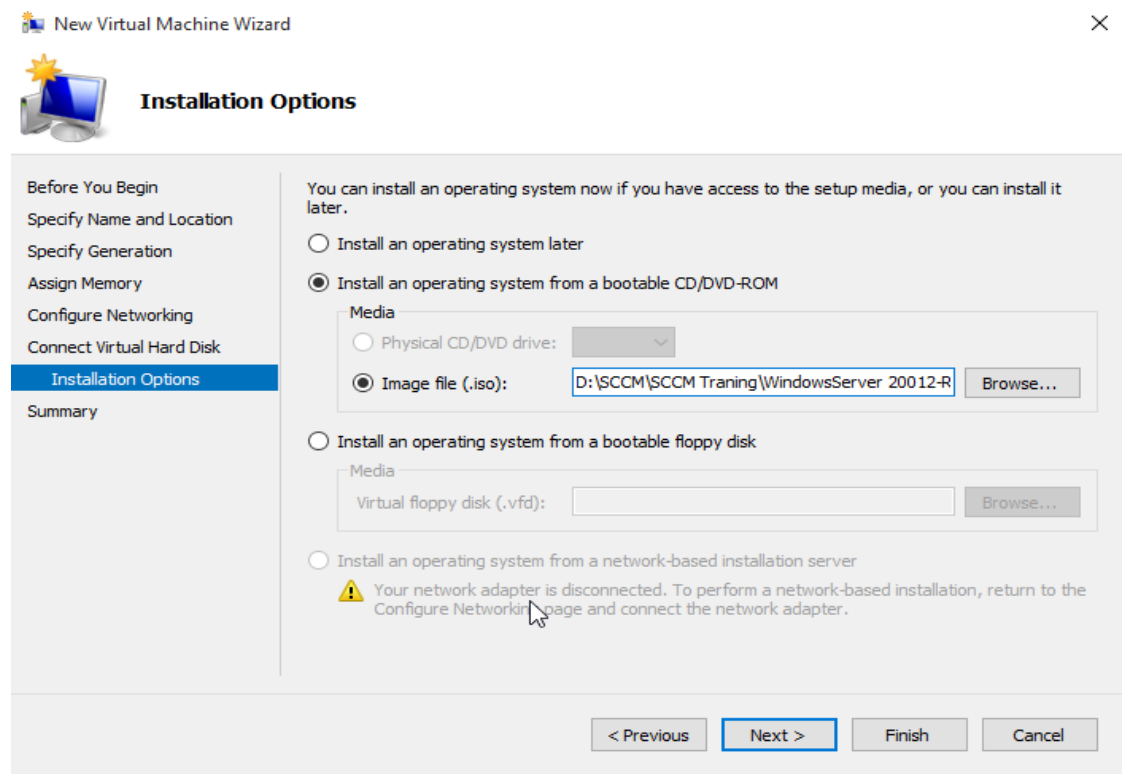 New Virtual Machine Wizard
Installation Options
Before You Begin
Specify Name and Location
Specify Generation
Assign Memory
Configure Networking
Connect Virtual Hard Disk
Installation Options
Summary
You can install an operating system now if you have access to the setup media, or you can install it
later.
Install an operating system later
Install an operating system from a bootable CD/DVD-ROM
Media
Physical CD/DVD drive:
Image file (.iso):
D:\SCCM\SCCM Traning\WindowsServer 20012-R
Browse...
Install an operating system from a bootable floppy disk
Media
Virtual floppy disk (.vfd):
Browse...
Install an operating system from a network-based installation server
Your network adapter is disconnected. To perform a network-based installation, return to the
Configure Networking page and connect the network adapter.
< Previous
Next >
Finish
Cancel